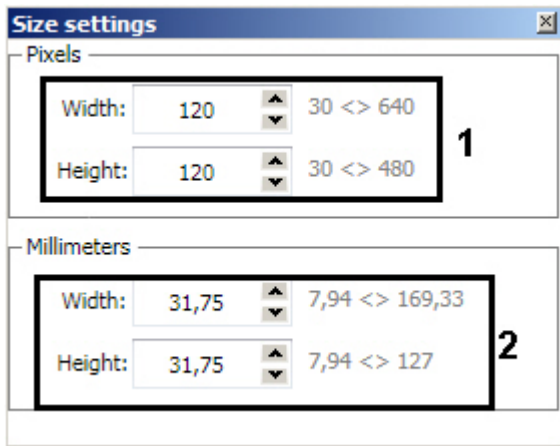 Size settings
Pixels
Width: 120 30 <> 640
1
Height: 120 30 <> 480
Millimeters
Width: 31,75 7,94 <> 169,33
2
Height: 31,75 7,94 <> 127